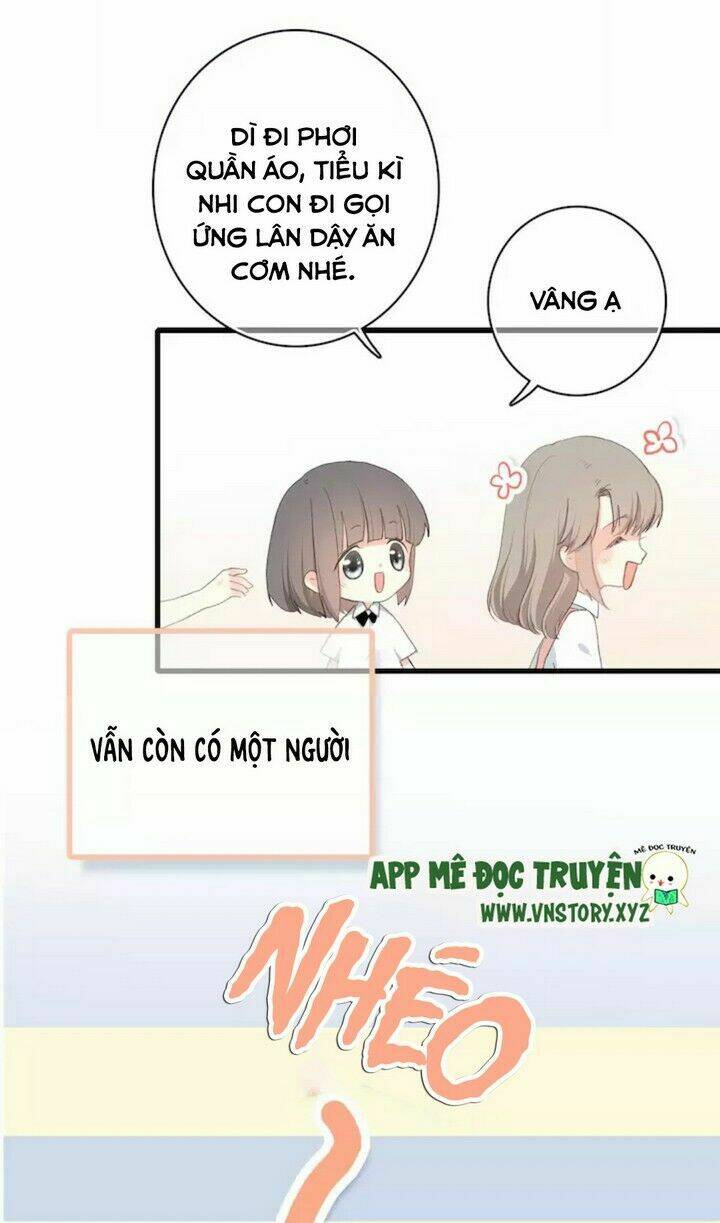 DÌ ĐI PHƠI
QUẦN ÁO, TIỂU KÌ
NHI CON ĐI GỌI
ỨNG LÂN DẬY ĂN
CƠM NHÉ.
VÂNG Ạ
VẪN CÒN CÓ MỘT NGƯỜI
MÊ ĐỌC TRUYỆN
APP MÊ ĐỌC TRUYỆN
WWW.VNSTORY.XYZ
NHÉO